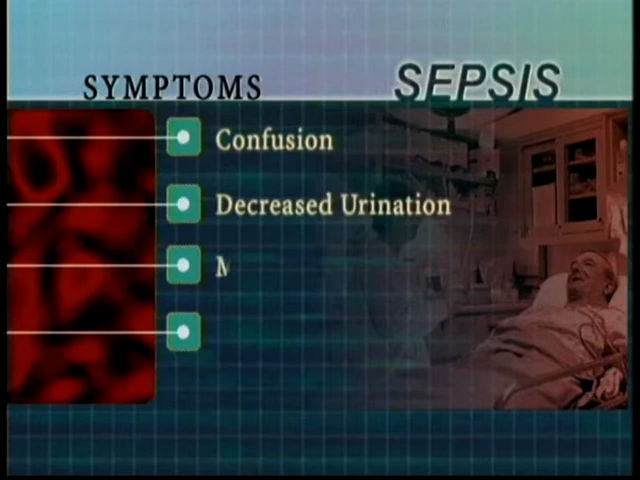 SYMPTOMS
SEPSIS
Confusion
Decreased Urination
M